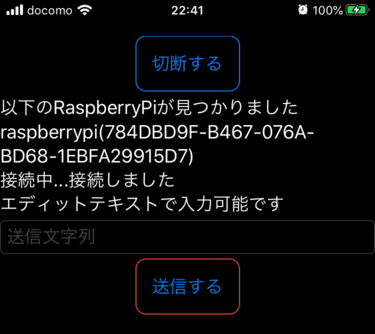 docomo 22:41 100%
切断する
以下のRaspberryPiが見つかりました
raspberrypi(784DBD9F-B467-076A-
BD68-1EBFA29915D7)
接続中...接続しました
エディットテキストで入力可能です
送信文字列
送信する